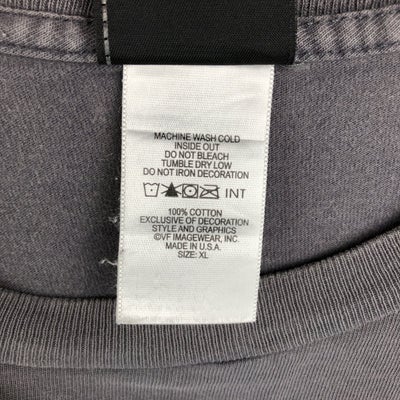 MACHINE WASH COLD
INSIDE OUT
DO NOT BLEACH
TUMBLE DRY LOW
DO NOT IRON DECORATION
INT
100% COTTON
EXCLUSIVE OF DECORATION
STYLE AND GRAPHICS
©VF IMAGEWEAR, INC.
MADE IN U.S.A.
SIZE: XL